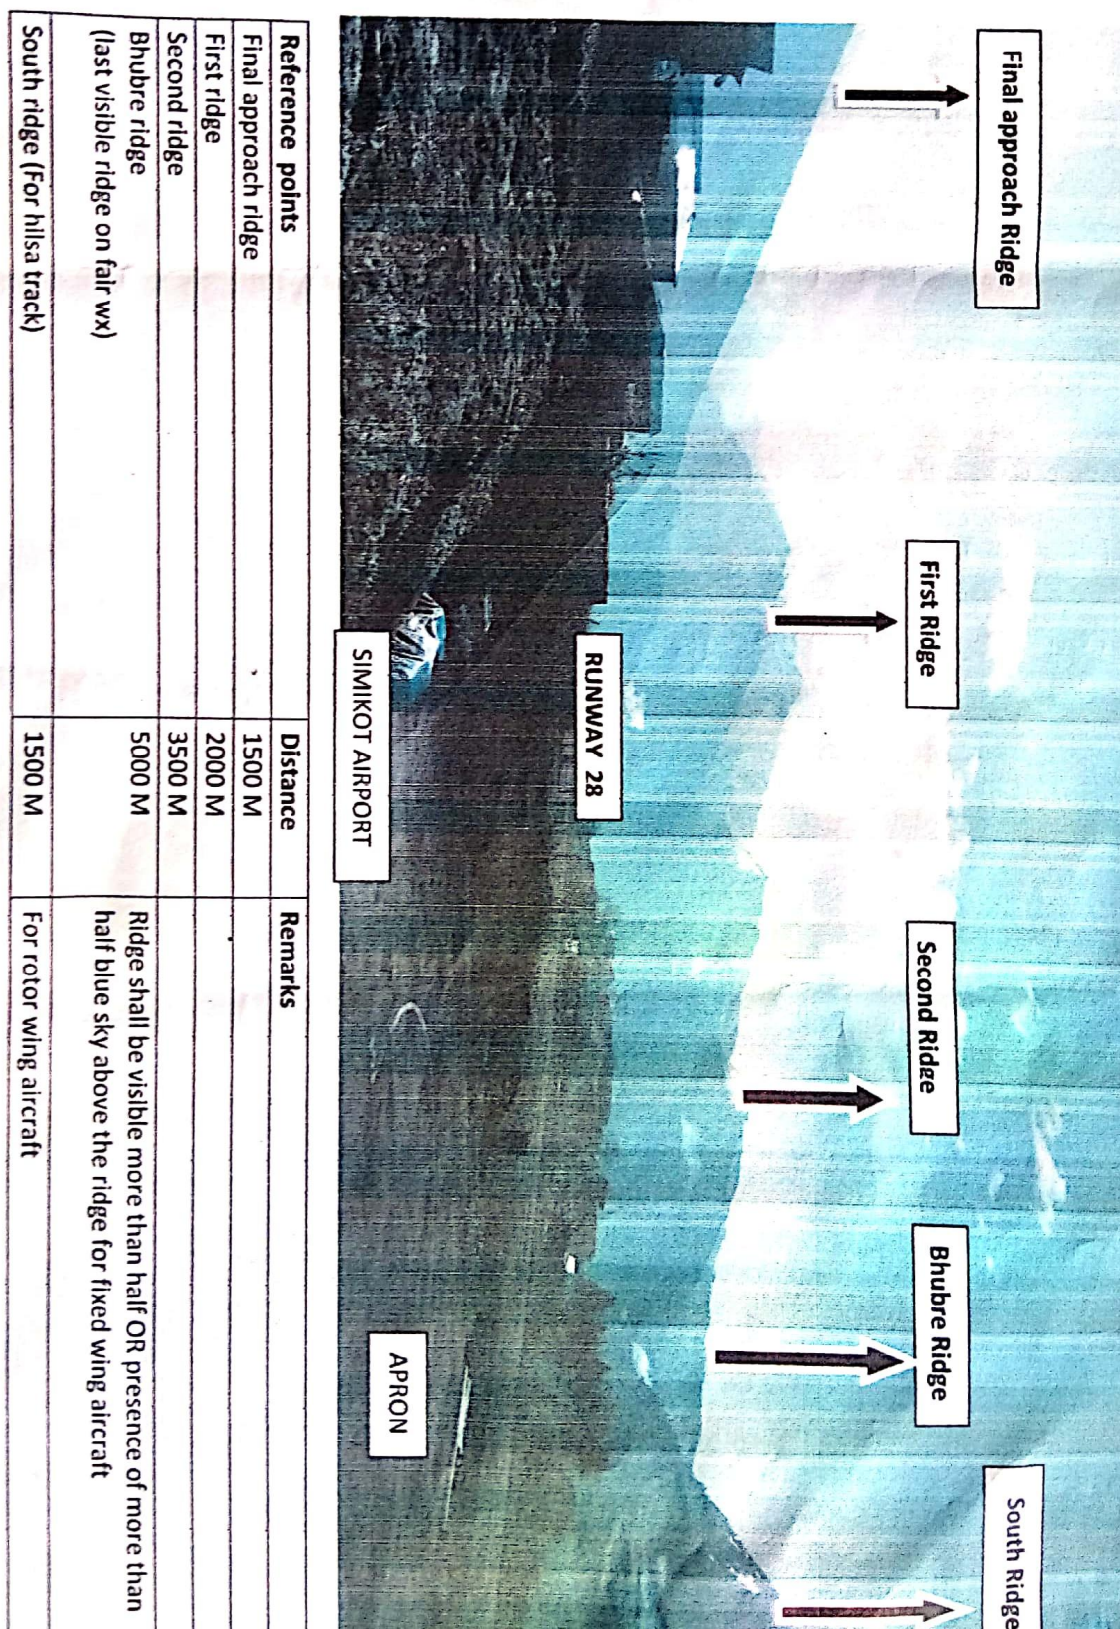 Final approach Ridge
First Ridge
Second Ridge
Bhubre Ridge
South Ridge
RUNWAY 28
SIMIKOT AIRPORT
APRON
Reference points Distance Remarks
Final approach ridge 1500 M
First ridge 2000 M
Second ridge 3500 M
Bhubre ridge 5000 M Ridge shall be visible more than half OR presence of more than
(last visible ridge on fair wx) half blue sky above the ridge for fixed wing aircraft
South ridge (For hilsa track) 1500 M For rotor wing aircraft